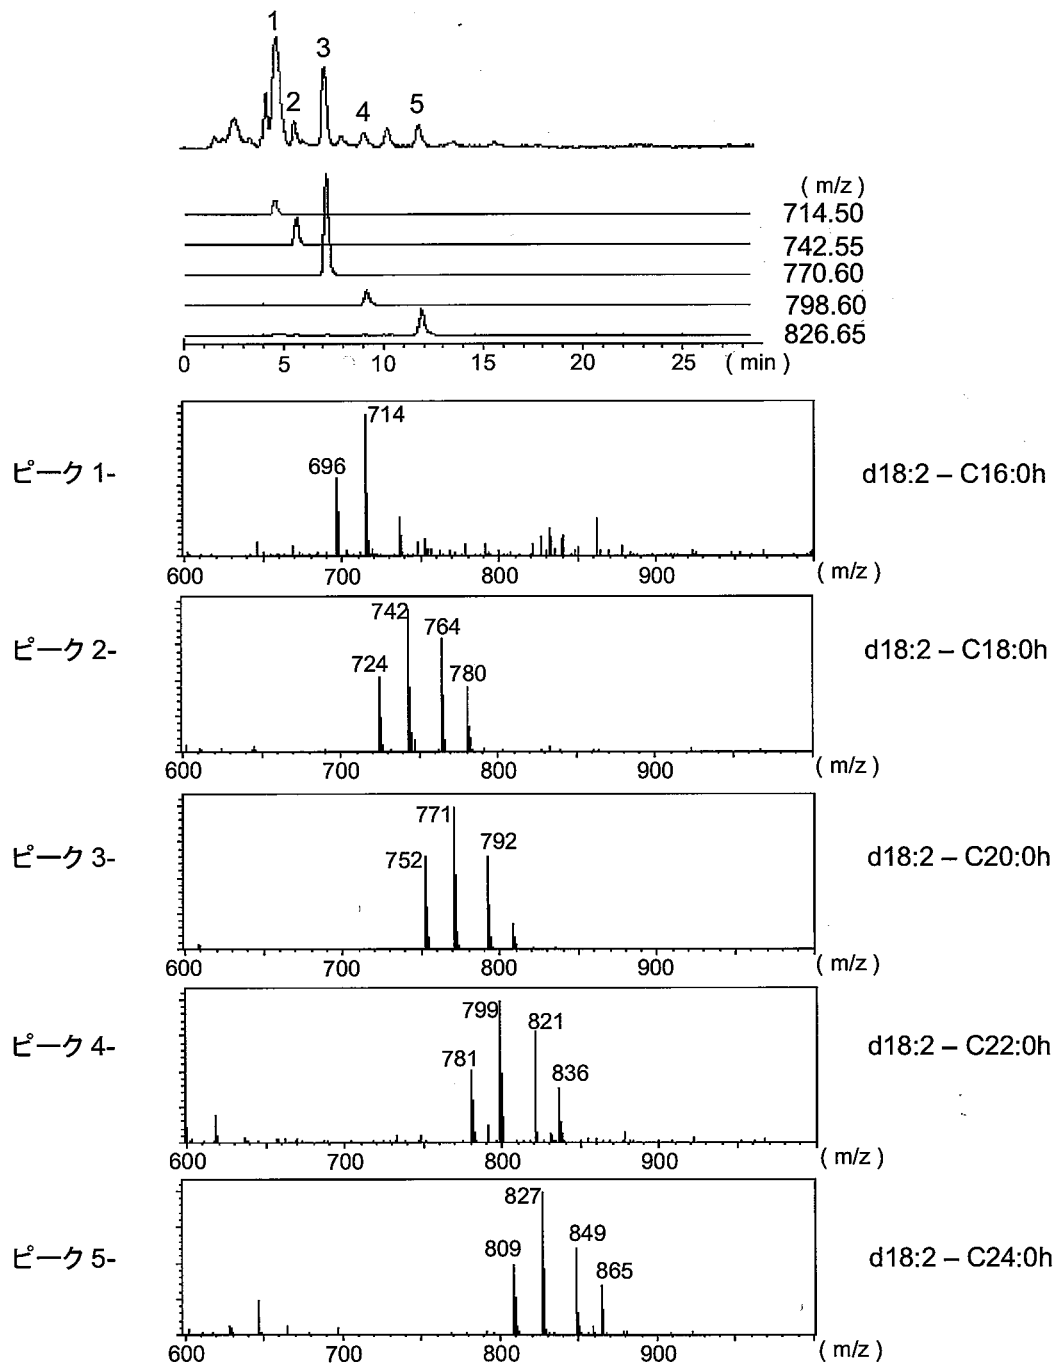 1
2
3
4
5
( m/z )
714.50
742.55
770.60
798.60
826.65
0 5 10 15 20 25 ( min )
ピーク 1-
714
696
d18:2 – C16:0h
600 700 800 900 ( m/z )
ピーク 2-
742
764
724
780
d18:2 – C18:0h
600 700 800 900 ( m/z )
ピーク 3-
771
792
752
d18:2 – C20:0h
600 700 800 900 ( m/z )
ピーク 4-
799
821
781
836
d18:2 – C22:0h
600 700 800 900 ( m/z )
ピーク 5-
827
849
809
865
d18:2 – C24:0h
600 700 800 900 ( m/z )